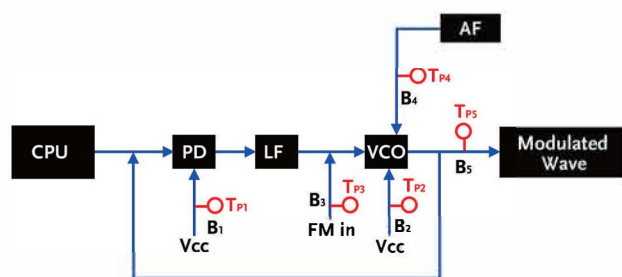 AF
TP4
B4
TP5
CPU
PD
LF
VCO
Modulated
Wave
B5
TP1
B3
TP3
TP2
B1
B2
Vcc
FM in
Vcc